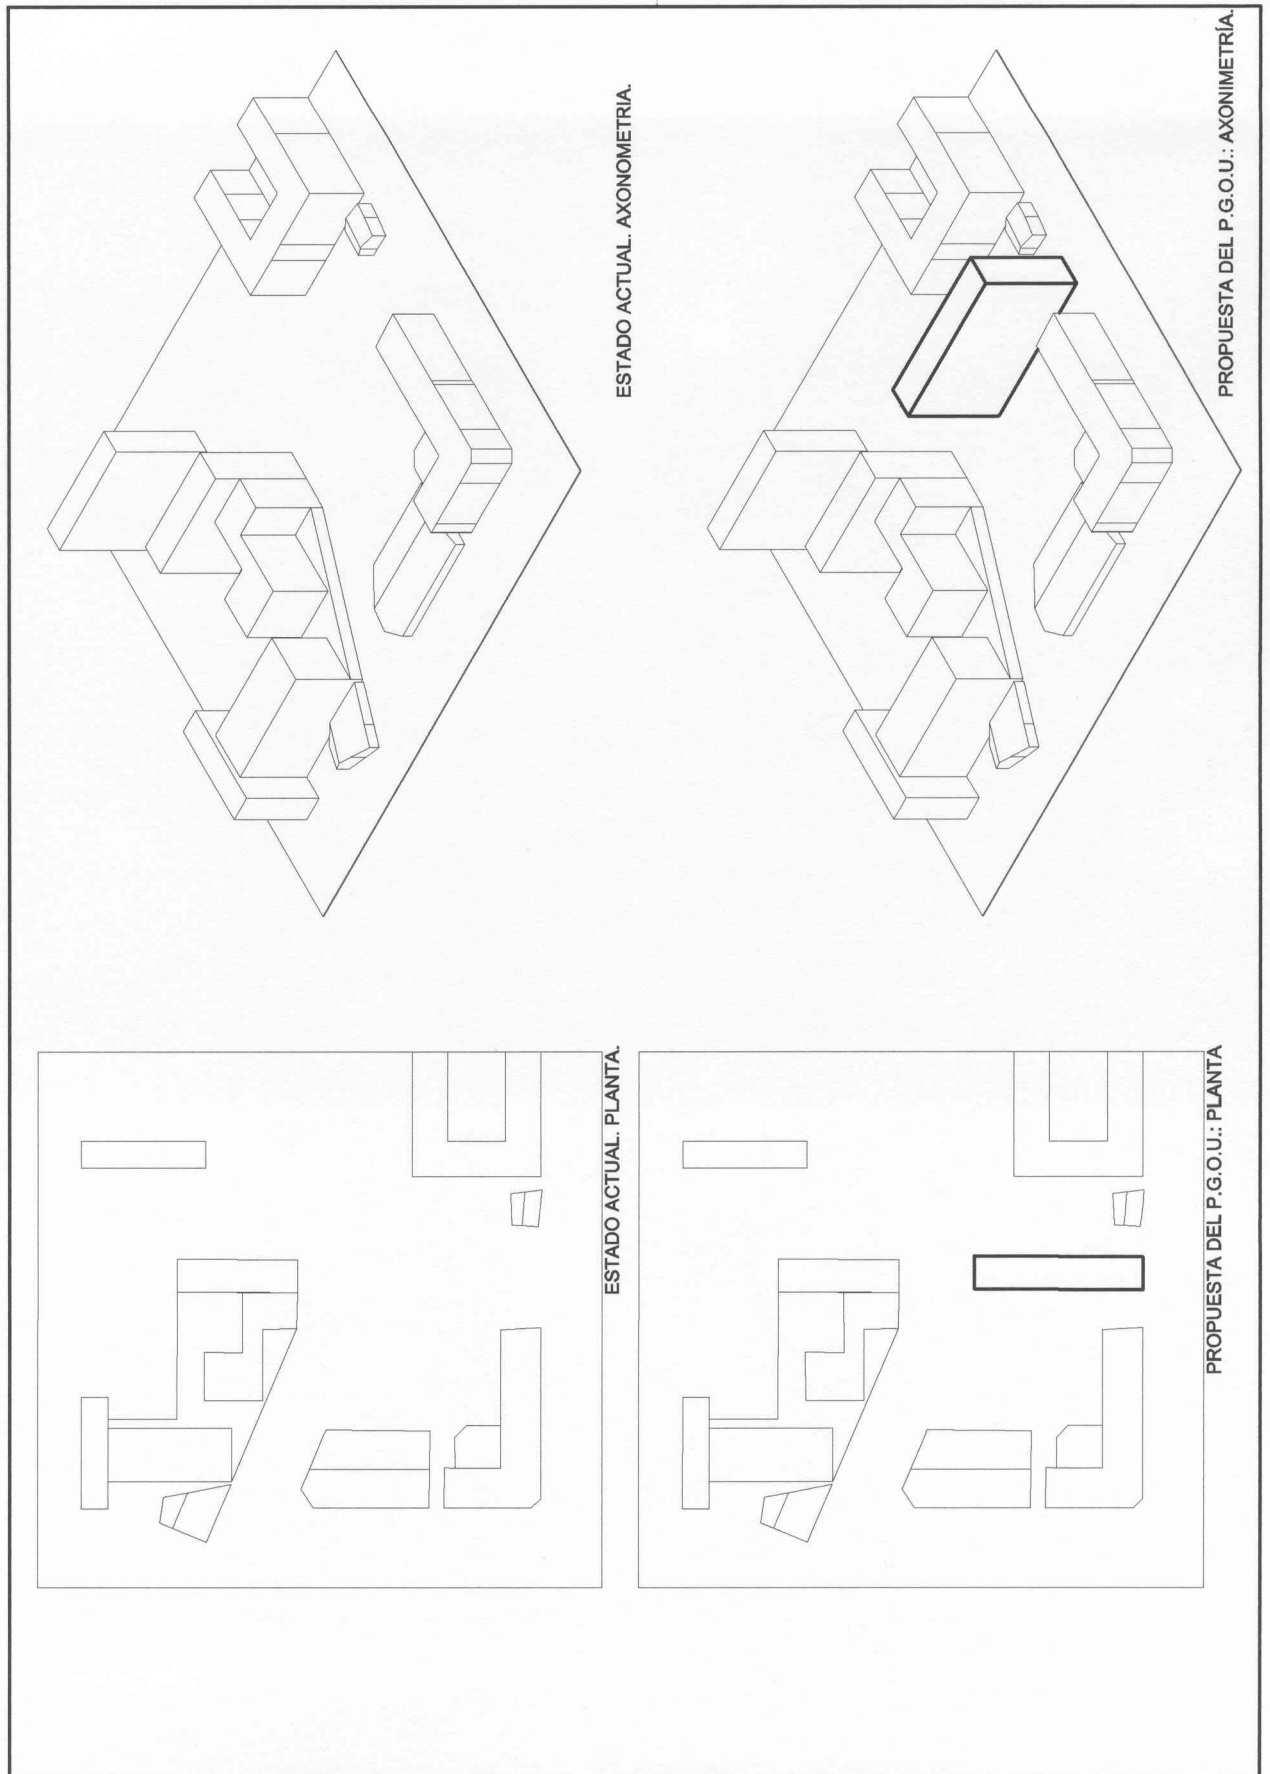 ESTADO ACTUAL. PLANTA.
ESTADO ACTUAL. AXONOMETRIA.
PROPUESTA DEL P.G.O.U.: PLANTA
PROPUESTA DEL P.G.O.U.: AXONIMETRÍA.